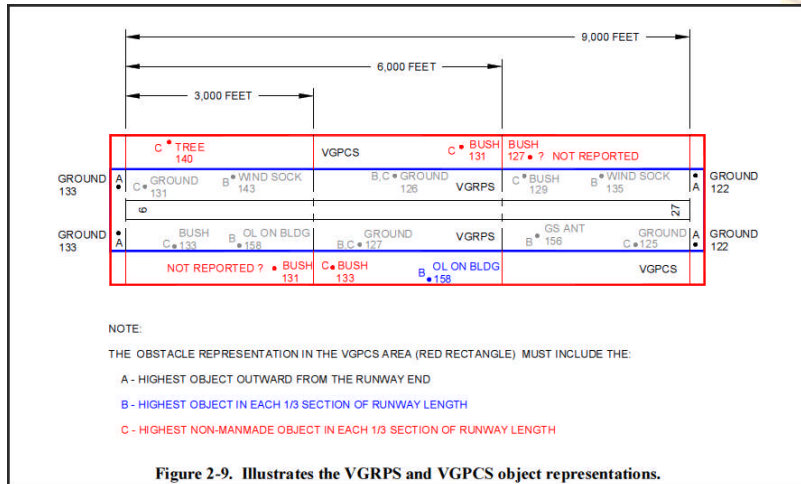 9,000 FEET
6,000 FEET
3,000 FEET
C TREE
140
VGPCS
C BUSH
131
BUSH
127 ? NOT REPORTED
GROUND
133
A
C GROUND
131
B WIND SOCK
143
B,C GROUND
126
VGRPS
C BUSH
129
B WIND SOCK
135
A
GROUND
122
9
27
GROUND
133
A
BUSH
C 133
OL ON BLDG
B 158
GROUND
B,C 127
VGRPS
GS ANT
B 156
GROUND
C 125
A
GROUND
122
NOT REPORTED ? BUSH
131
C BUSH
133
OL ON BLDG
B 158
VGPCS
NOTE:
THE OBSTACLE REPRESENTATION IN THE VGPCS AREA (RED RECTANGLE) MUST INCLUDE THE:
A - HIGHEST OBJECT OUTWARD FROM THE RUNWAY END
B - HIGHEST OBJECT IN EACH 1/3 SECTION OF RUNWAY LENGTH
C - HIGHEST NON-MANMADE OBJECT IN EACH 1/3 SECTION OF RUNWAY LENGTH
Figure 2-9. Illustrates the VGRPS and VGPCS object representations.